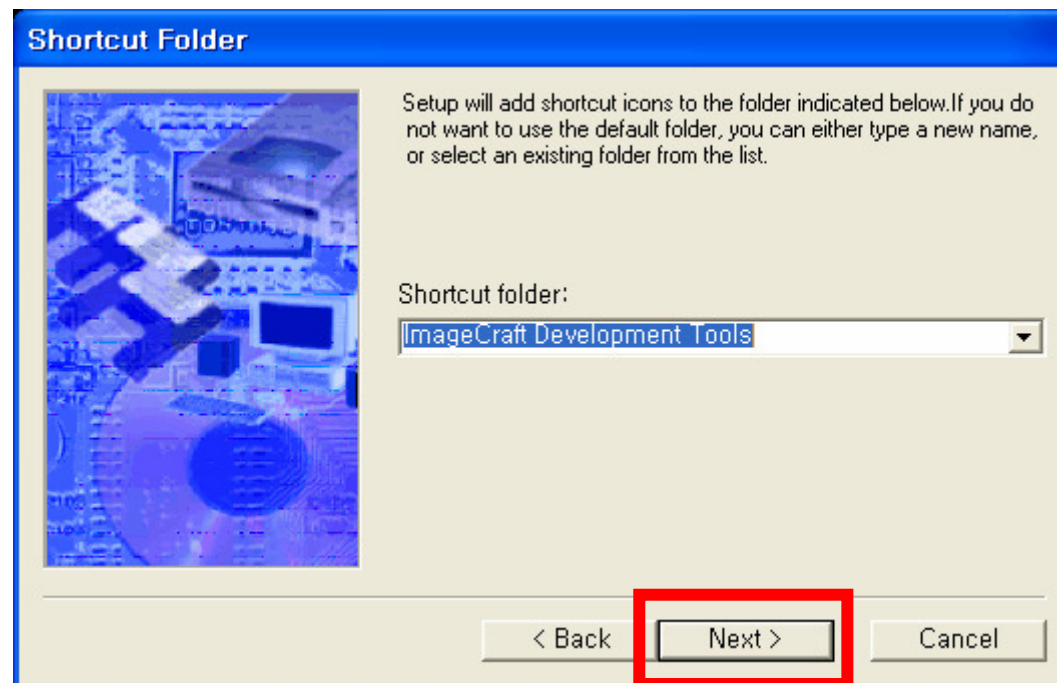 Shortcut Folder
Setup will add shortcut icons to the folder indicated below.If you do
not want to use the default folder, you can either type a new name,
or select an existing folder from the list.
Shortcut folder:
ImageCraft Development Tools
< Back Next > Cancel